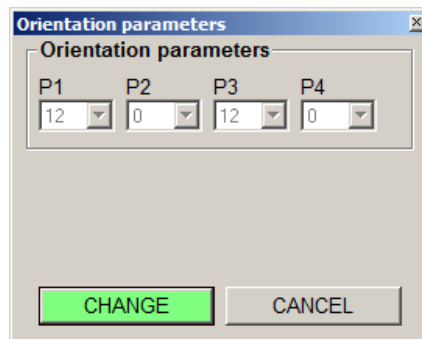 Orientation parameters
Orientation parameters
P1 P2 P3 P4
12 0 12 0
CHANGE CANCEL